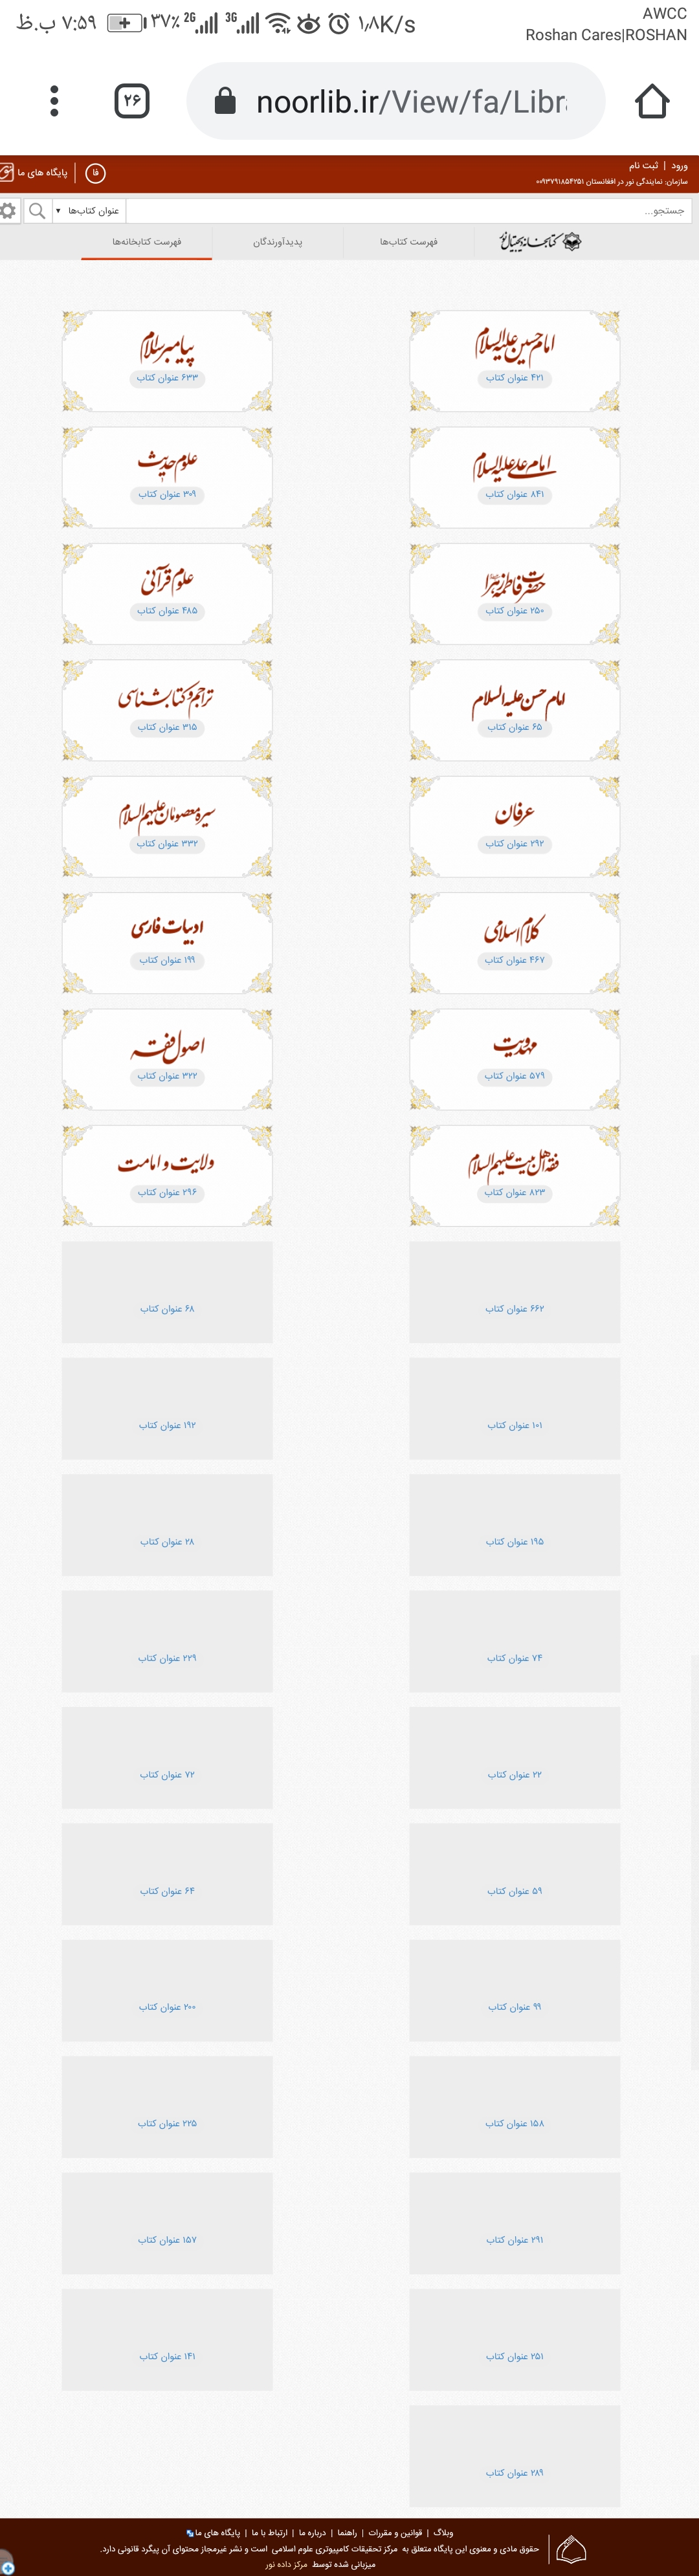 AWCC
Roshan Cares|ROSHAN
۱٫۸K/s 3G 2G ۳۷٪ ۷:۵۹ ب.ظ
noorlib.ir/View/fa/Libr
۲۶
ورود | ثبت نام
سازمان: نمایندگی نور در افغانستان ۰۰۹۳۷۹۱۸۵۴۲۵۱
فا
پایگاه های ما
جستجو...
عنوان کتاب‌ها
کتابخانه دیجیتال نور
فهرست کتاب‌ها
پدیدآورندگان
فهرست کتابخانه‌ها
امام حسین علیه السلام
۴۲۱ عنوان کتاب
پیامبر اسلام
۶۳۳ عنوان کتاب
امام علی علیه السلام
۸۴۱ عنوان کتاب
علوم حدیث
۳۰۹ عنوان کتاب
حضرت فاطمه زهرا
۲۵۰ عنوان کتاب
علوم قرآنی
۴۸۵ عنوان کتاب
امام حسن علیه السلام
۶۵ عنوان کتاب
تراجم و کتابشناسی
۳۱۵ عنوان کتاب
عرفان
۲۹۲ عنوان کتاب
سیره معصومان علیهم السلام
۳۳۲ عنوان کتاب
کلام اسلامی
۴۶۷ عنوان کتاب
ادبیات فارسی
۱۹۹ عنوان کتاب
مهدویت
۵۷۹ عنوان کتاب
اصول فقه
۳۲۲ عنوان کتاب
فقه اهل بیت علیهم السلام
۸۲۳ عنوان کتاب
ولایت و امامت
۲۹۶ عنوان کتاب
۶۶۲ عنوان کتاب
۶۸ عنوان کتاب
۱۰۱ عنوان کتاب
۱۹۲ عنوان کتاب
۱۹۵ عنوان کتاب
۲۸ عنوان کتاب
۷۴ عنوان کتاب
۲۲۹ عنوان کتاب
۲۲ عنوان کتاب
۷۲ عنوان کتاب
۵۹ عنوان کتاب
۶۴ عنوان کتاب
۹۹ عنوان کتاب
۲۰۰ عنوان کتاب
۱۵۸ عنوان کتاب
۲۲۵ عنوان کتاب
۲۹۱ عنوان کتاب
۱۵۷ عنوان کتاب
۲۵۱ عنوان کتاب
۱۴۱ عنوان کتاب
۲۸۹ عنوان کتاب
وبلاگ | قوانین و مقررات | راهنما | درباره ما | ارتباط با ما | پایگاه های ما
حقوق مادی و معنوی این پایگاه متعلق به مرکز تحقیقات کامپیوتری علوم اسلامی است و نشر غیرمجاز محتوای آن پیگرد قانونی دارد.
میزبانی شده توسط مرکز داده نور